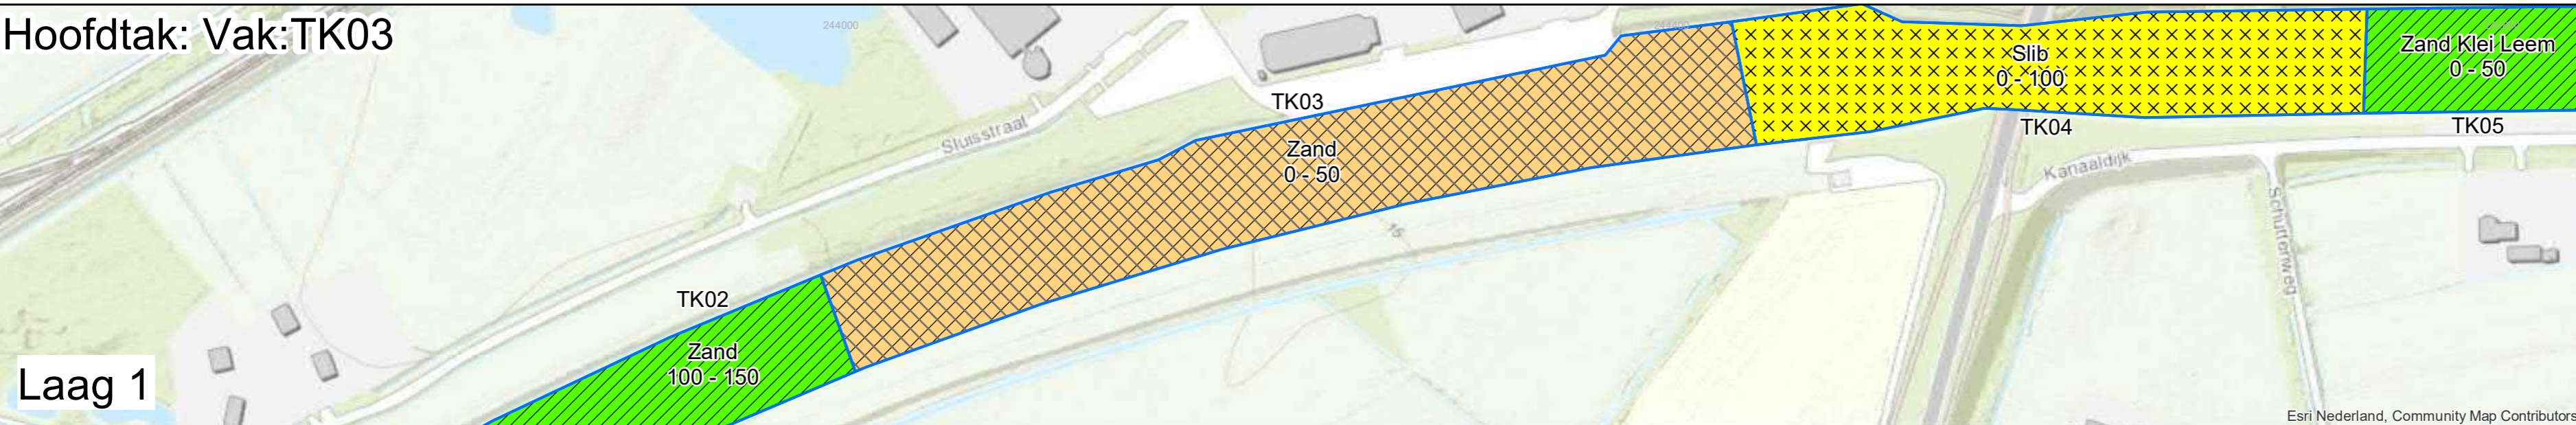 Hoofdtak: Vak:TK03
244000
Slib
0 - 100
Zand Klei Leem
0 - 50
TK03
TK04
TK05
Sluisstraat
Zand
0 - 50
Kanaaldijk
Schuttenweg
TK02
Zand
100 - 150
Laag 1
Esri Nederland, Community Map Contributors